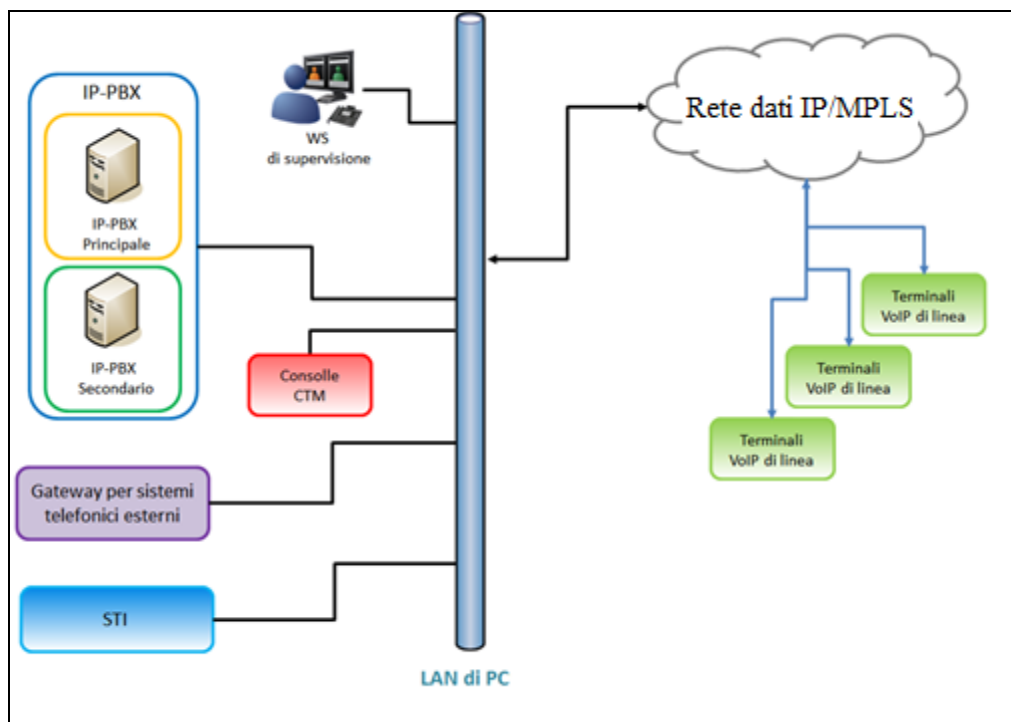 IP-PBX
IP-PBX
Principale
IP-PBX
Secondario
WS
di supervisione
Consolle
CTM
Gateway per sistemi
telefonici esterni
STI
LAN di PC
Rete dati IP/MPLS
Terminali
VoIP di linea
Terminali
VoIP di linea
Terminali
VoIP di linea